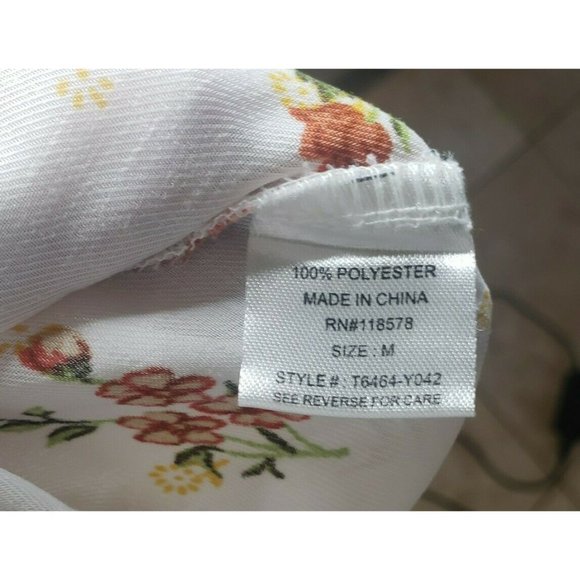 100% POLYESTER
MADE IN CHINA
RN#118578
SIZE : M
STYLE # : T6464-Y042
SEE REVERSE FOR CARE